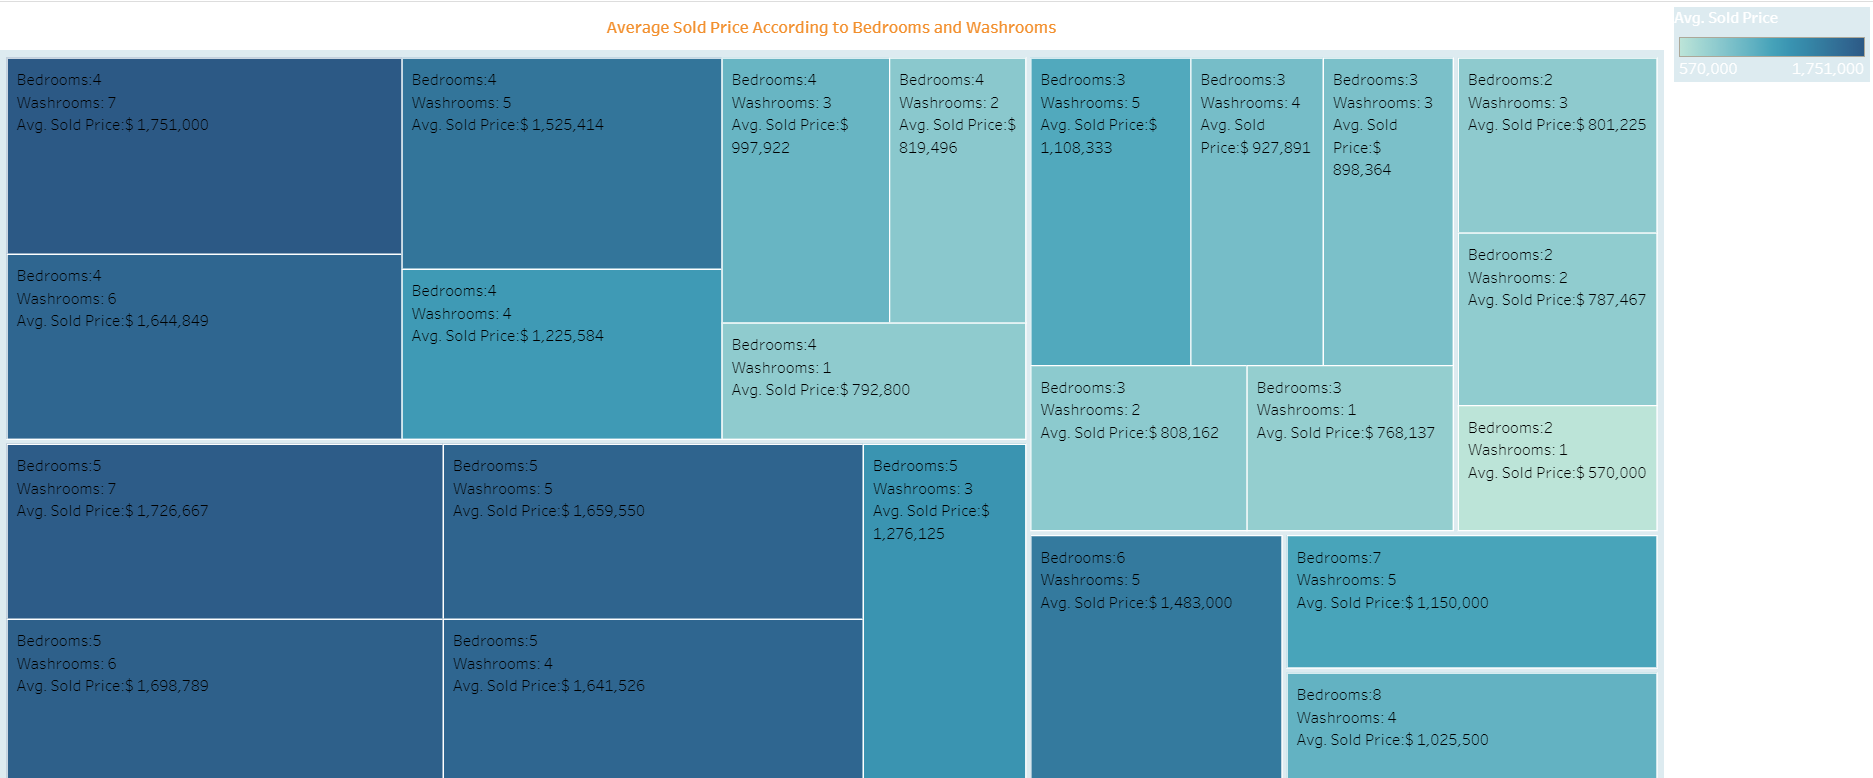 Average Sold Price According to Bedrooms and Washrooms
Avg. Sold Price
570,000 1,751,000
Bedrooms:4
Washrooms: 7
Avg. Sold Price:$ 1,751,000
Bedrooms:4
Washrooms: 6
Avg. Sold Price:$ 1,644,849
Bedrooms:4
Washrooms: 5
Avg. Sold Price:$ 1,525,414
Bedrooms:4
Washrooms: 4
Avg. Sold Price:$ 1,225,584
Bedrooms:4
Washrooms: 3
Avg. Sold Price:$
997,922
Bedrooms:4
Washrooms: 2
Avg. Sold Price:$
819,496
Bedrooms:4
Washrooms: 1
Avg. Sold Price:$ 792,800
Bedrooms:5
Washrooms: 7
Avg. Sold Price:$ 1,726,667
Bedrooms:5
Washrooms: 6
Avg. Sold Price:$ 1,698,789
Bedrooms:5
Washrooms: 5
Avg. Sold Price:$ 1,659,550
Bedrooms:5
Washrooms: 4
Avg. Sold Price:$ 1,641,526
Bedrooms:5
Washrooms: 3
Avg. Sold Price:$
1,276,125
Bedrooms:3
Washrooms: 5
Avg. Sold Price:$
1,108,333
Bedrooms:3
Washrooms: 4
Avg. Sold
Price:$ 927,891
Bedrooms:3
Washrooms: 3
Avg. Sold
Price:$
898,364
Bedrooms:3
Washrooms: 2
Avg. Sold Price:$ 808,162
Bedrooms:3
Washrooms: 1
Avg. Sold Price:$ 768,137
Bedrooms:2
Washrooms: 3
Avg. Sold Price:$ 801,225
Bedrooms:2
Washrooms: 2
Avg. Sold Price:$ 787,467
Bedrooms:2
Washrooms: 1
Avg. Sold Price:$ 570,000
Bedrooms:6
Washrooms: 5
Avg. Sold Price:$ 1,483,000
Bedrooms:7
Washrooms: 5
Avg. Sold Price:$ 1,150,000
Bedrooms:8
Washrooms: 4
Avg. Sold Price:$ 1,025,500